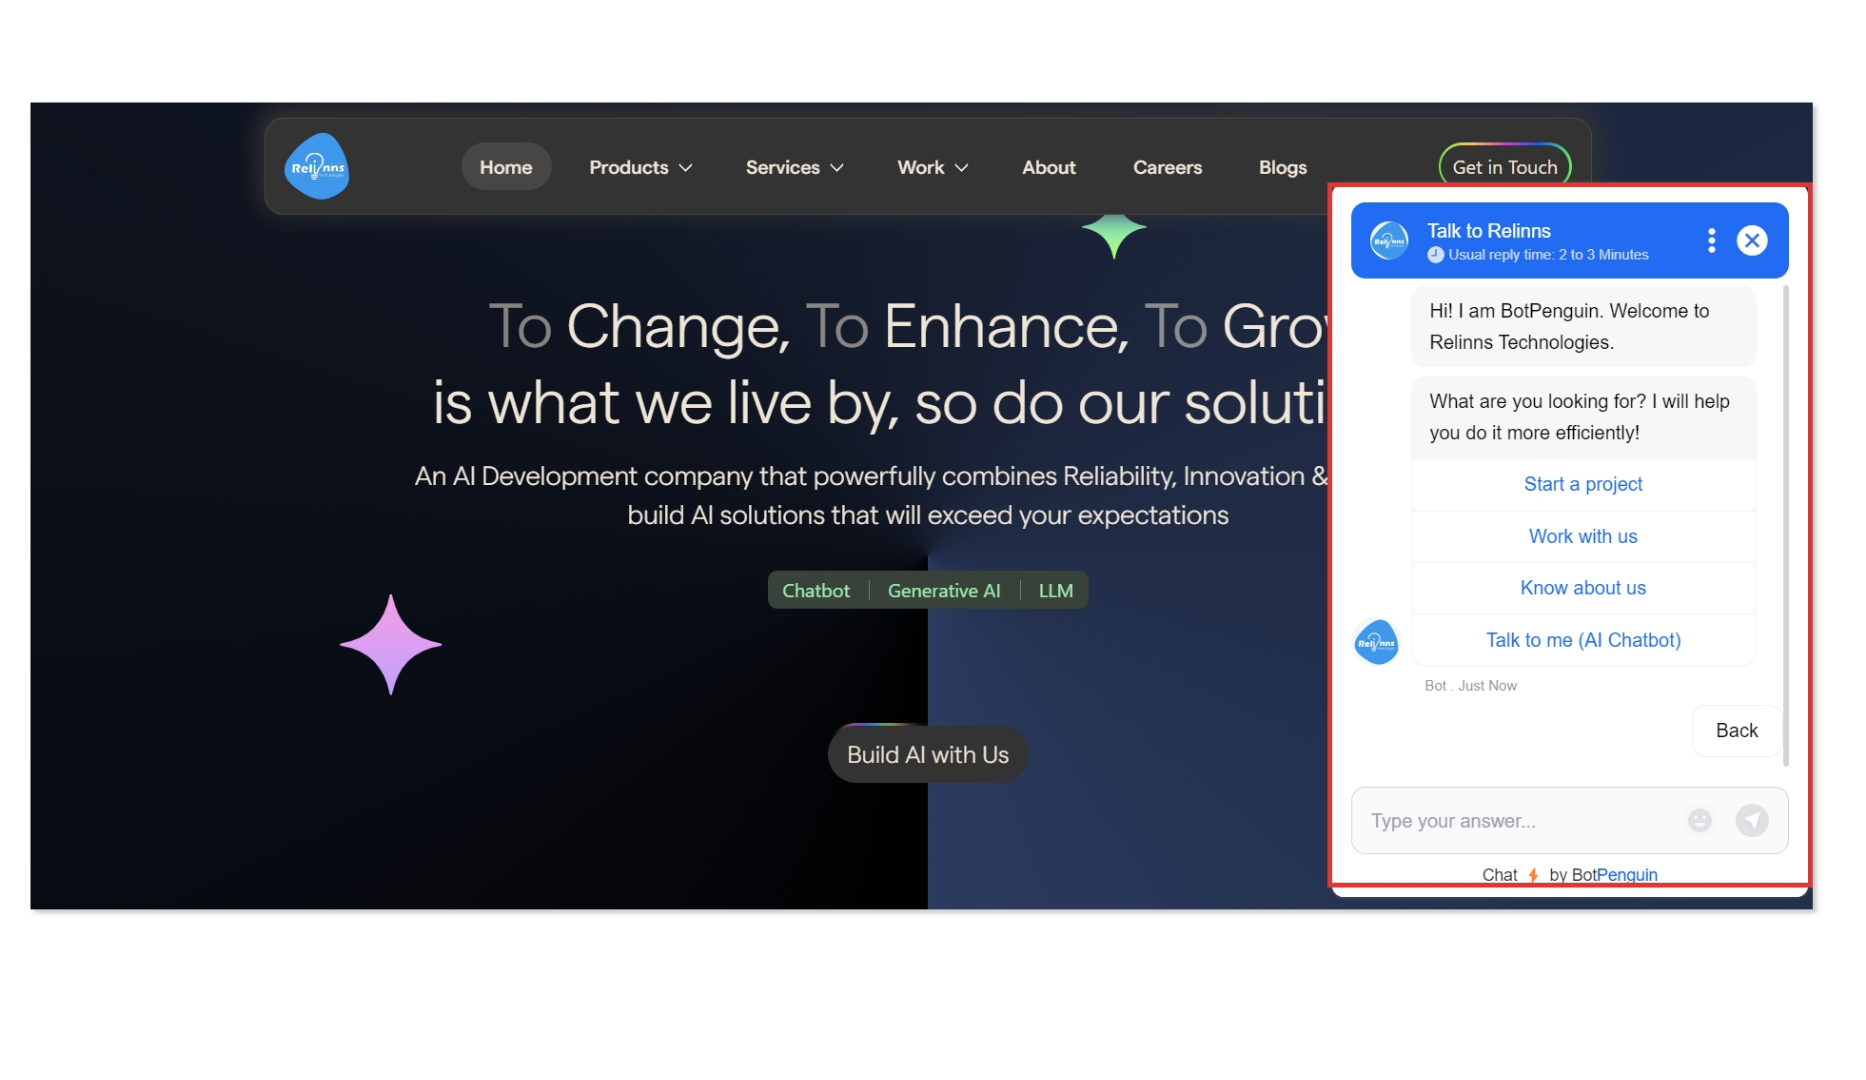 Relinns
Home
Products
Services
Work
About
Careers
Blogs
Get in Touch
To Change, To Enhance, To Gro
is what we live by, so do our soluti
An AI Development company that powerfully combines Reliability, Innovation &
build AI solutions that will exceed your expectations
Chatbot
Generative AI
LLM
Build AI with Us
Relinns
Talk to Relinns
Usual reply time: 2 to 3 Minutes
Hi! I am BotPenguin. Welcome to
Relinns Technologies.
What are you looking for? I will help
you do it more efficiently!
Start a project
Work with us
Know about us
Talk to me (AI Chatbot)
Relinns
Bot . Just Now
Back
Type your answer...
Chat by BotPenguin